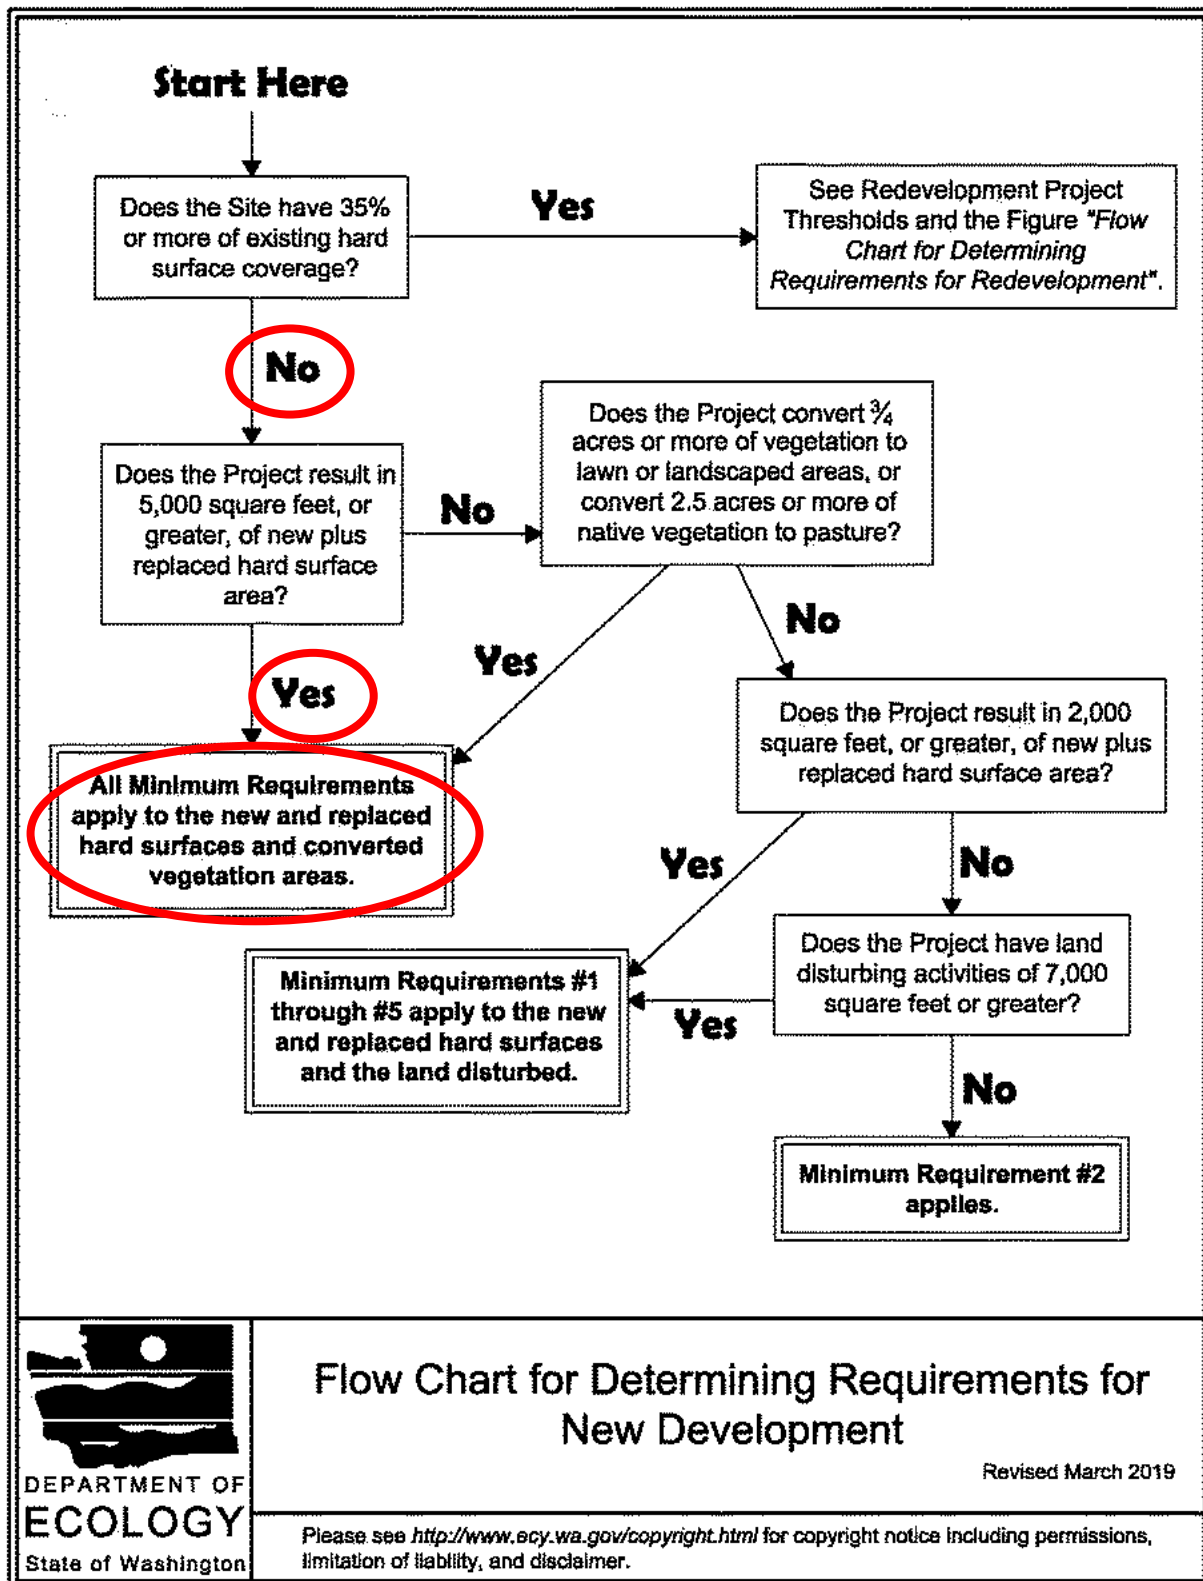 Start Here
Does the Site have 35%
or more of existing hard
surface coverage?
Yes
See Redevelopment Project
Thresholds and the Figure "Flow
Chart for Determining
Requirements for Redevelopment".
No
Does the Project result in
5,000 square feet, or
greater, of new plus
replaced hard surface
area?
No
Does the Project convert ¾
acres or more of vegetation to
lawn or landscaped areas, or
convert 2.5 acres or more of
native vegetation to pasture?
Yes
Yes
No
All Minimum Requirements
apply to the new and replaced
hard surfaces and converted
vegetation areas.
Does the Project result in 2,000
square feet, or greater, of new plus
replaced hard surface area?
Yes
No
Minimum Requirements #1
through #5 apply to the new
and replaced hard surfaces
and the land disturbed.
Yes
Does the Project have land
disturbing activities of 7,000
square feet or greater?
No
Minimum Requirement #2
applies.
DEPARTMENT OF
ECOLOGY
State of Washington
Flow Chart for Determining Requirements for
New Development
Revised March 2019
Please see http://www.ecy.wa.gov/copyright.html for copyright notice including permissions,
limitation of liability, and disclaimer.